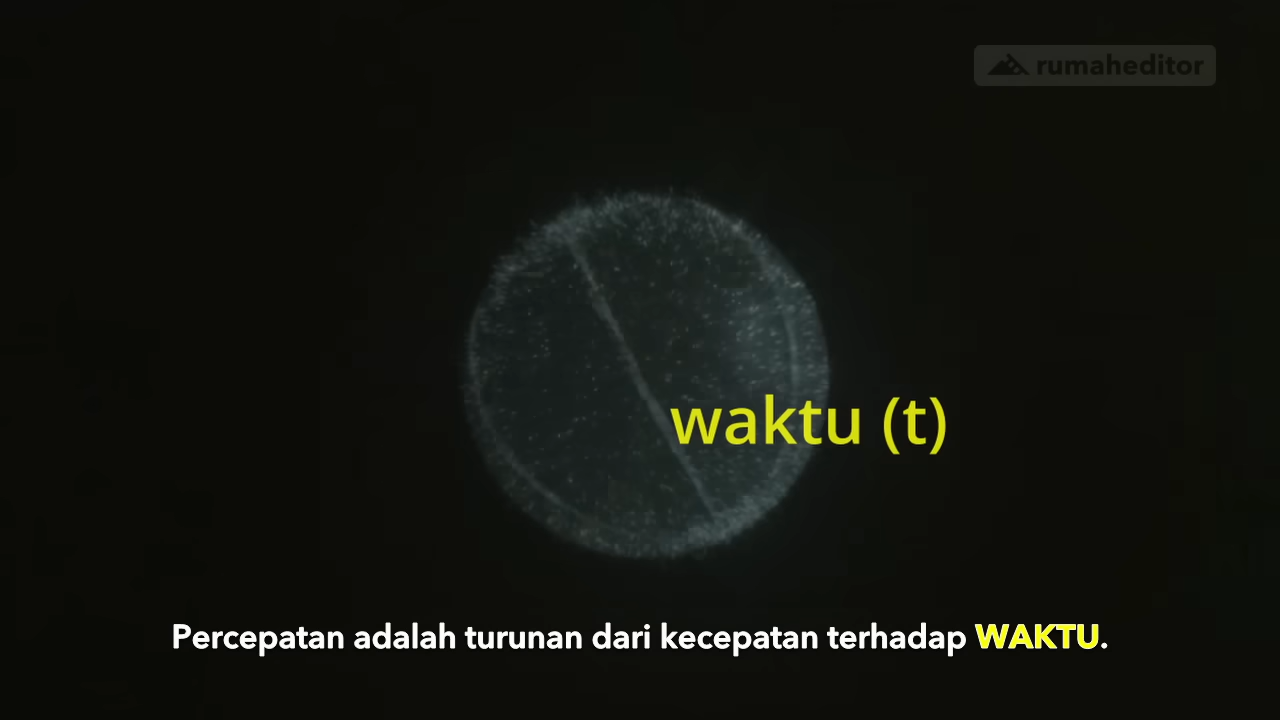 rumaheditor
waktu (t)
Percepatan adalah turunan dari kecepatan terhadap WAKTU.